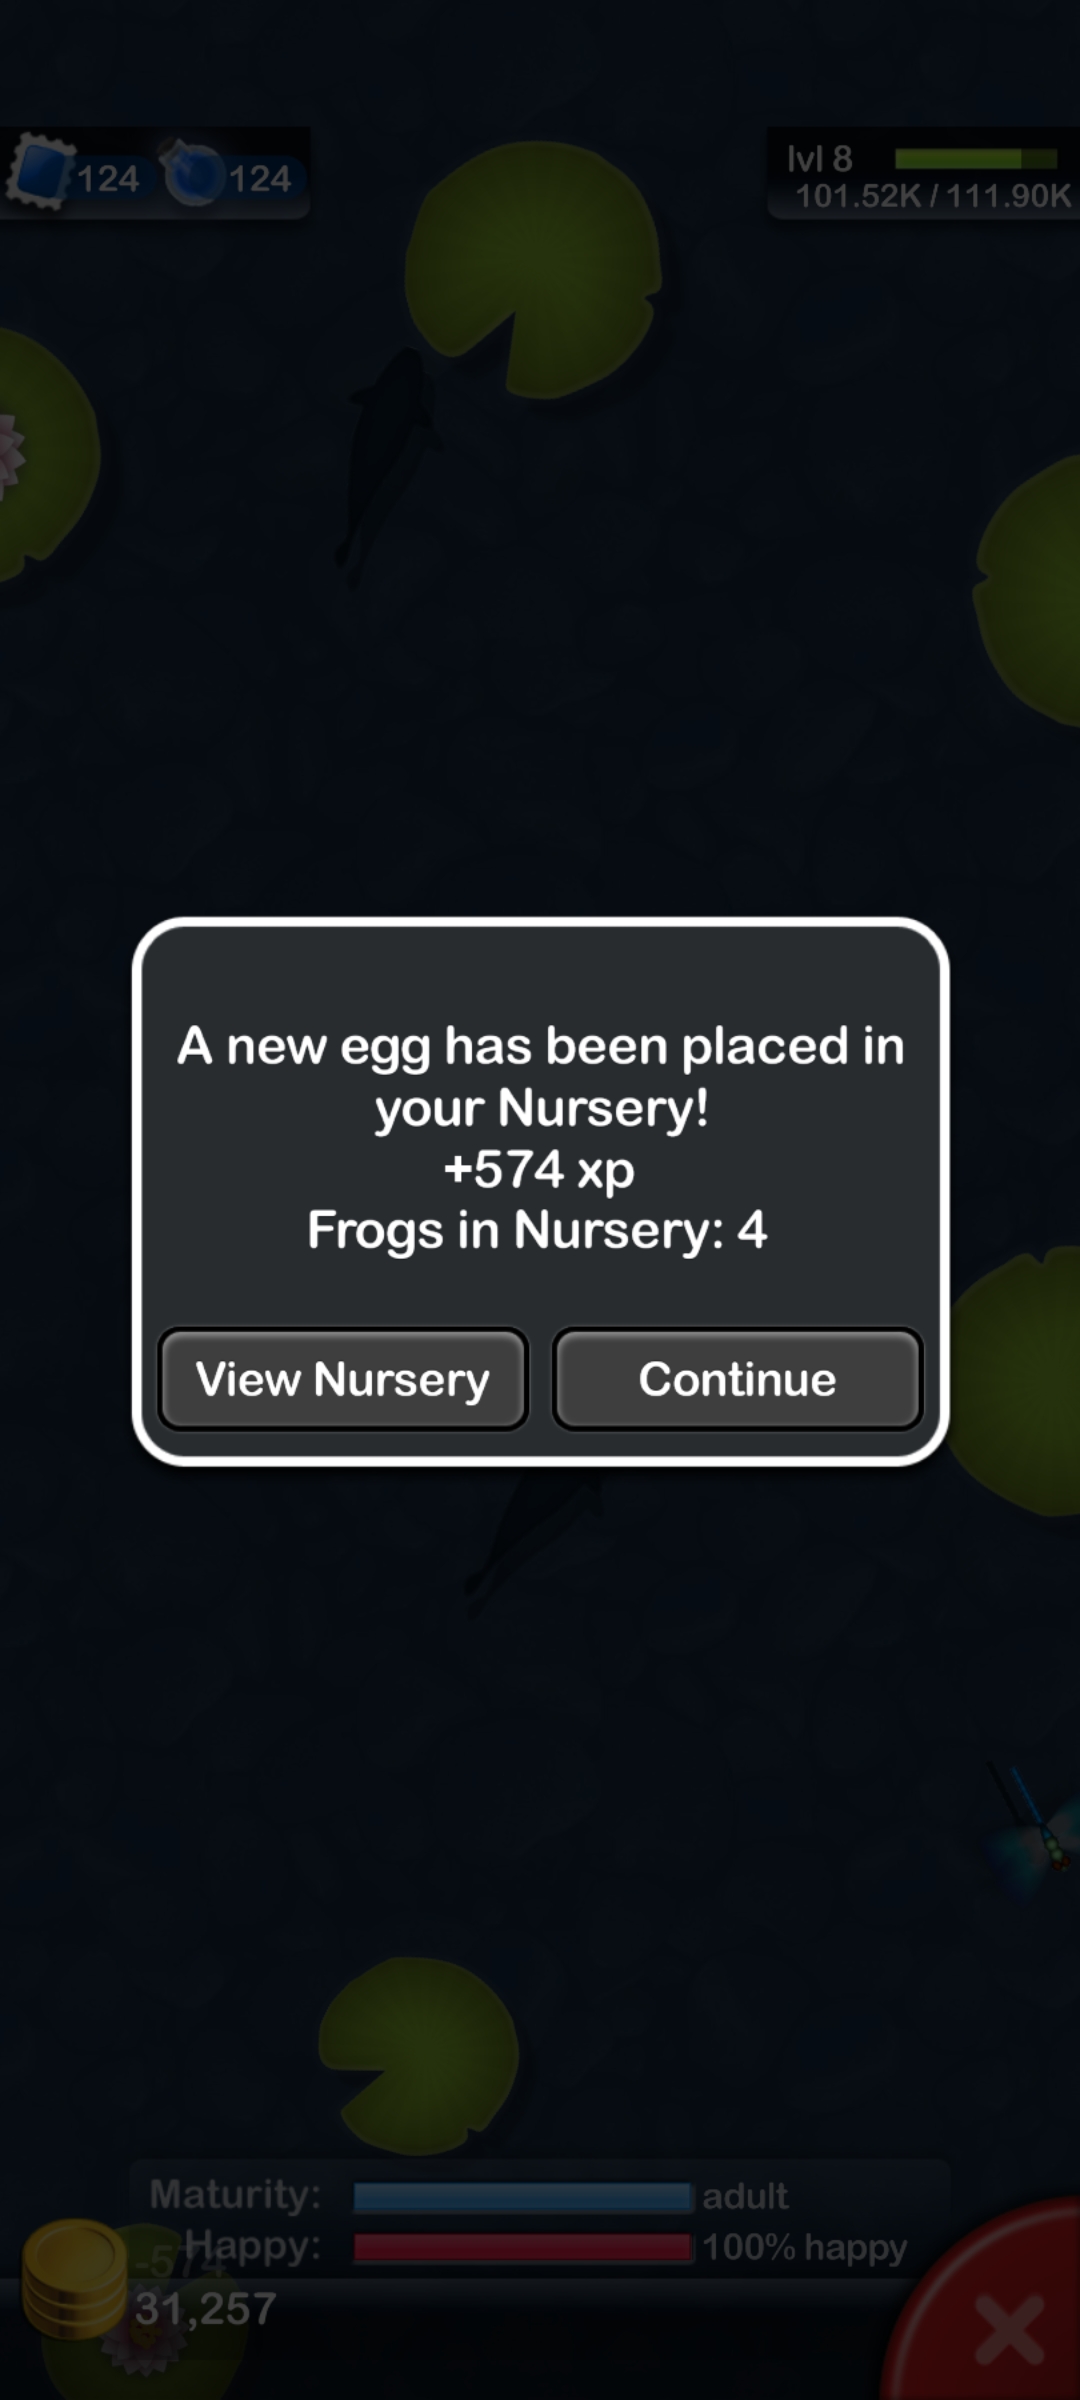 124
124
lvl 8
101.52K / 111.90K
A new egg has been placed in
your Nursery!
+574 xp
Frogs in Nursery: 4
View Nursery
Continue
Maturity:
adult
Happy:
100% happy
-574
31,257